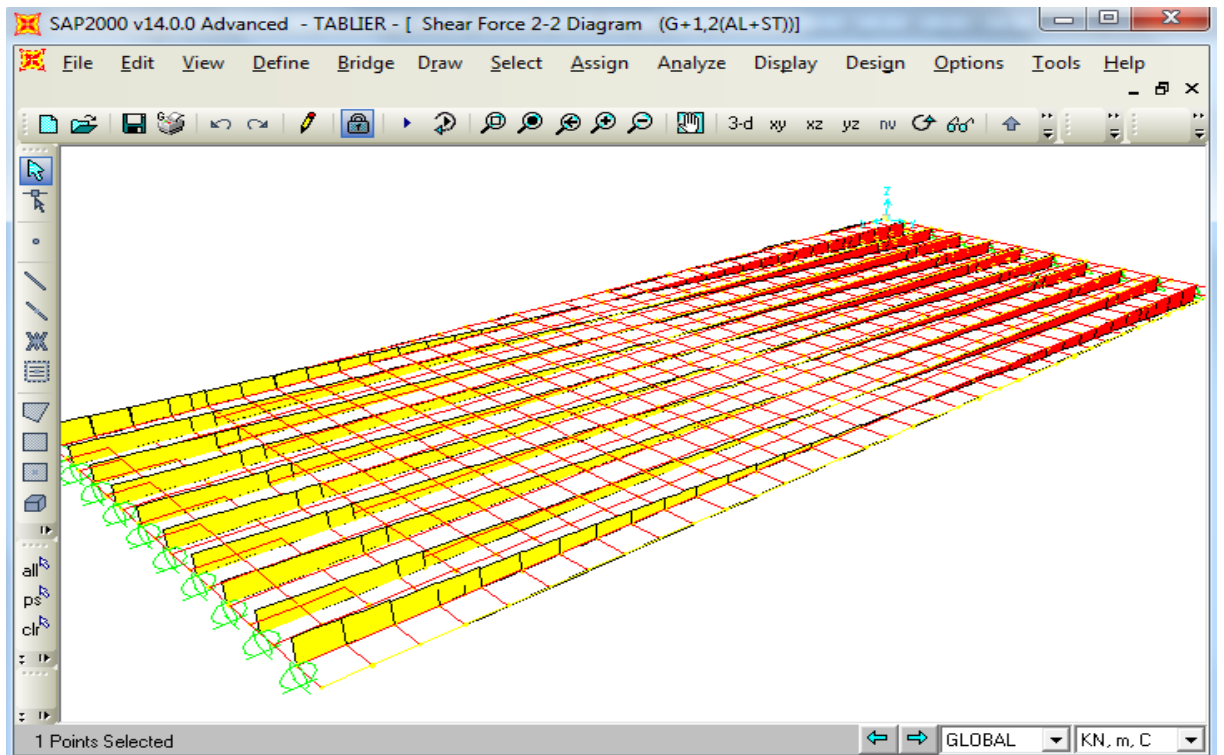 SAP2000 v14.0.0 Advanced - TABLIER - [ Shear Force 2-2 Diagram (G+1,2(AL+ST))]
File Edit View Define Bridge Draw Select Assign Analyze Display Design Options Tools Help
3-d xy xz yz nv
Z
all
ps
clr
1 Points Selected
GLOBAL
KN, m, C